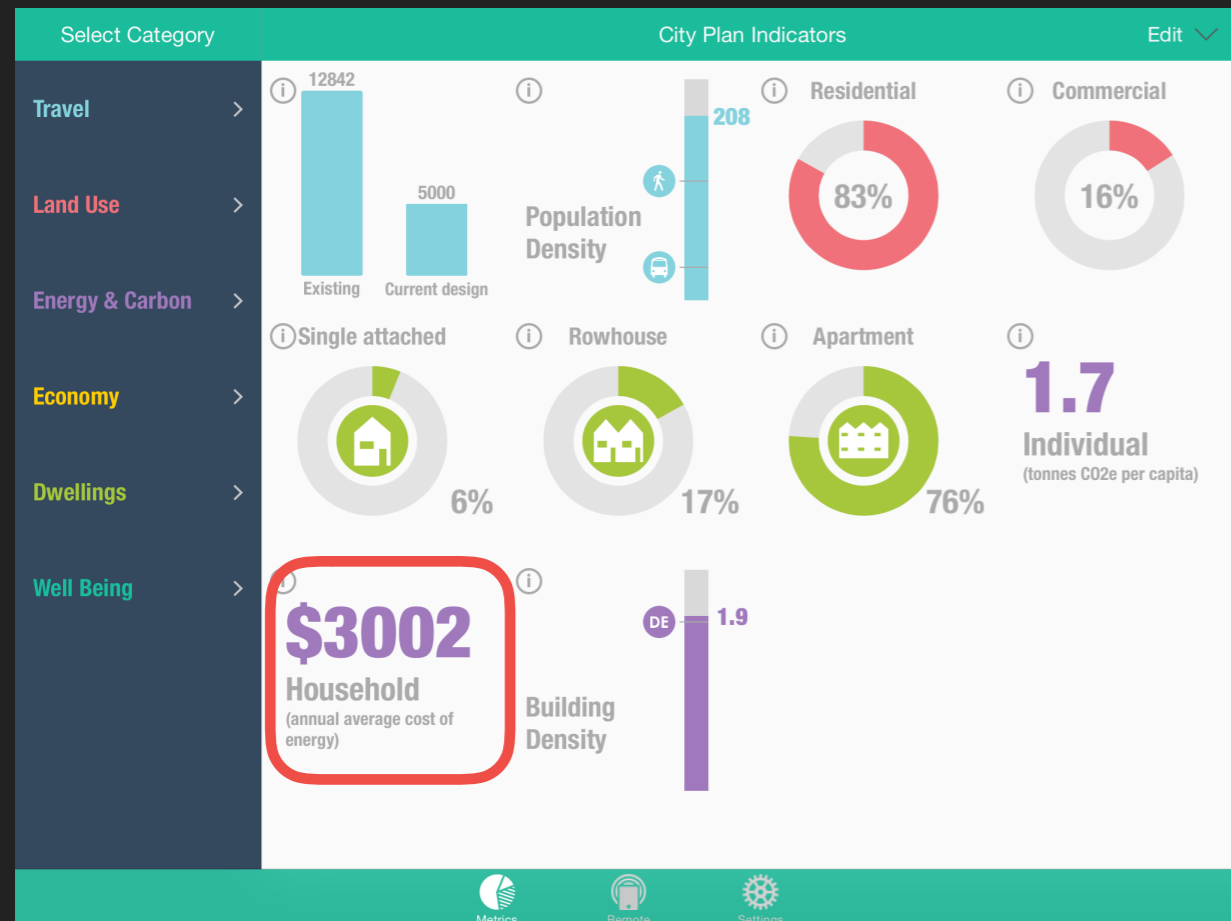 Select Category
City Plan Indicators
Edit
Travel
Land Use
Energy & Carbon
Economy
Dwellings
Well Being
i
12842
5000
Existing
Current design
i
208
Population
Density
i
Residential
83%
i
Commercial
16%
i
Single attached
6%
i
Rowhouse
17%
i
Apartment
76%
i
1.7
Individual
(tonnes CO2e per capita)
i
$3002
Household
(annual average cost of
energy)
i
DE
1.9
Building
Density
Metrics
Remote
Settings